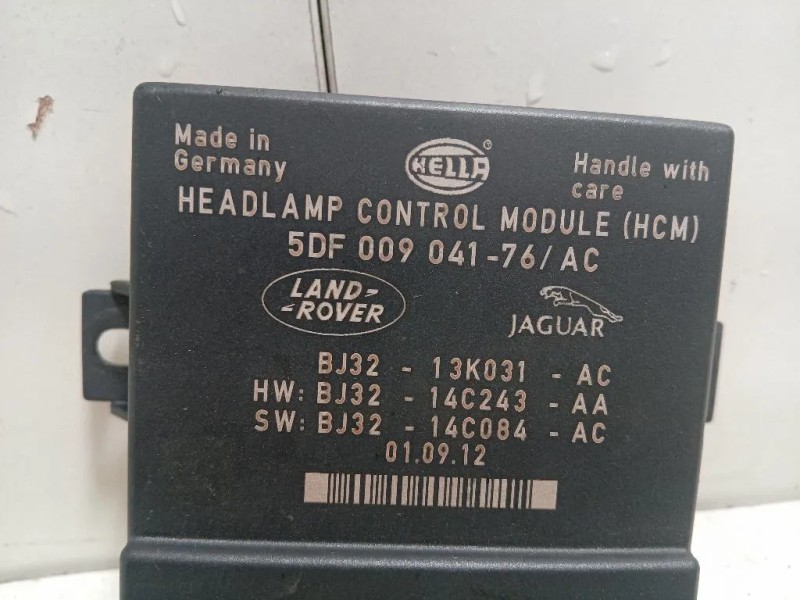 Made in
Germany
HELLA ®
Handle with
care
HEADLAMP CONTROL MODULE (HCM)
5DF 009 041-76/AC
LAND-
-ROVER
JAGUAR
BJ32 - 13K031 - AC
HW: BJ32 - 14C243 - AA
SW: BJ32 - 14C084 - AC
01.09.12